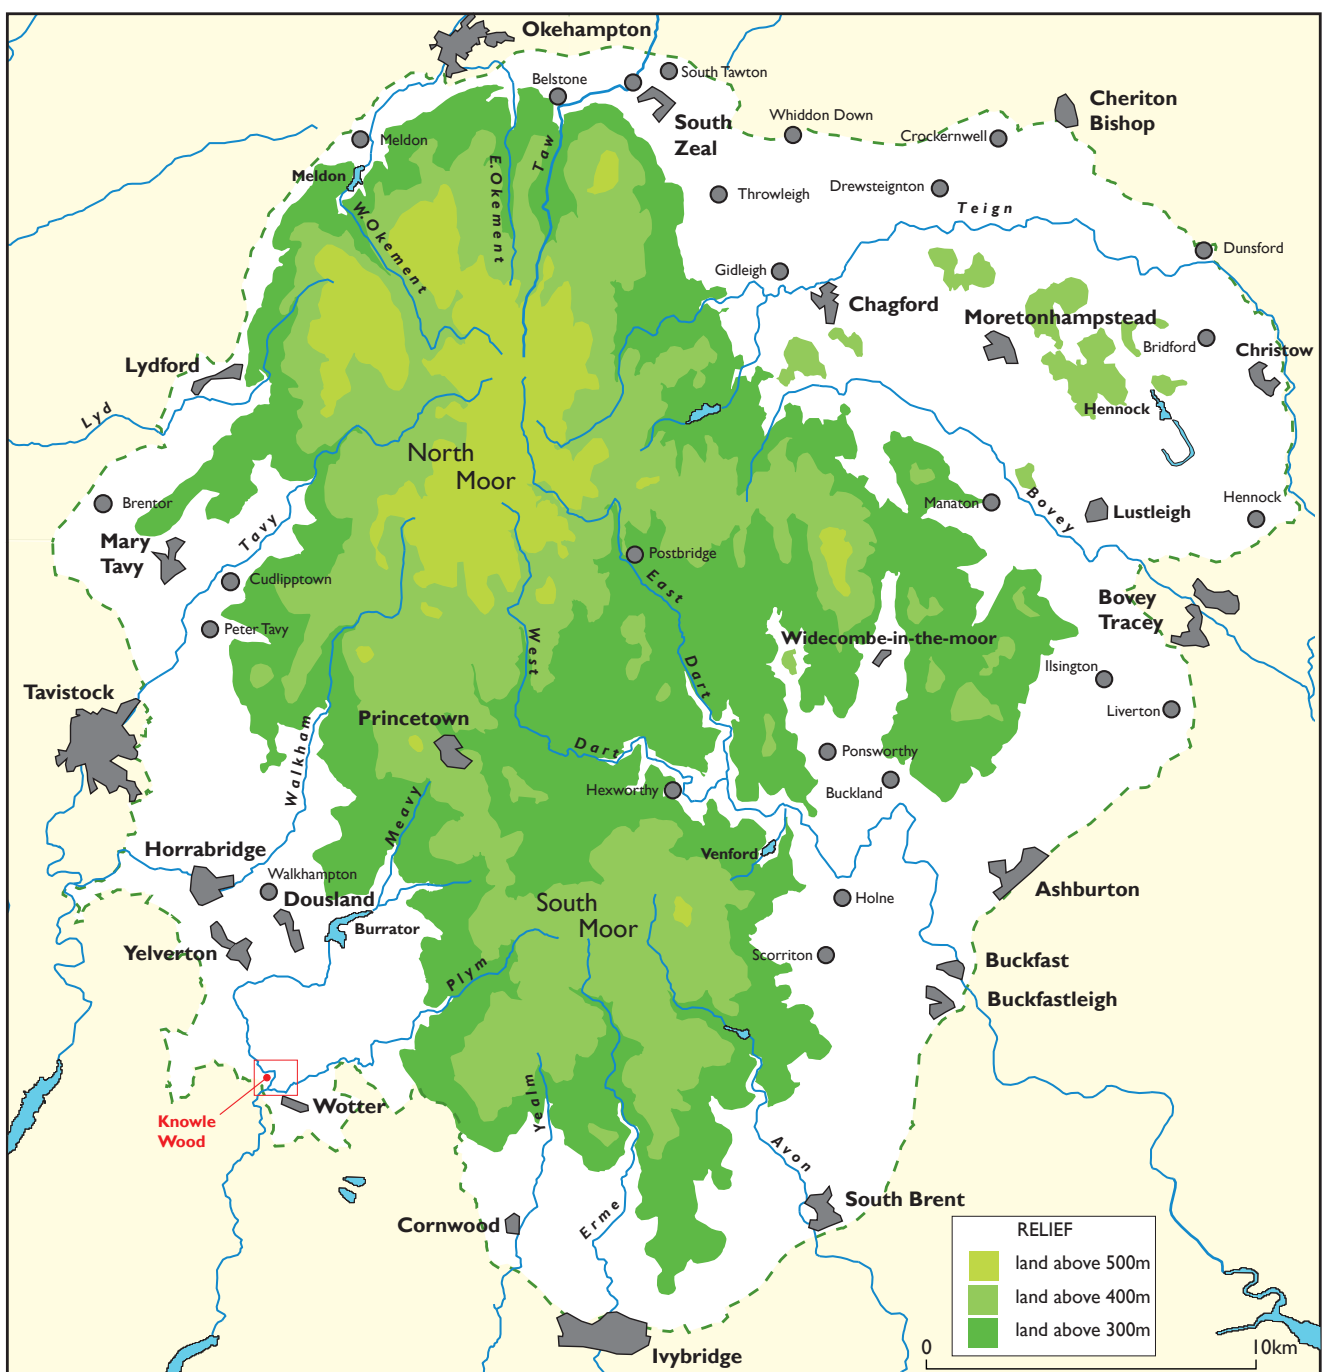 Okehampton
Belstone
South Tawton
South
Zeal
Whiddon Down
Cheriton
Bishop
Crockernwell
Meldon
Meldon
Taw
E. Okement
W. Okement
Throwleigh
Drewsteignton
Teign
Dunsford
Gidleigh
Chagford
Moretonhampstead
Bridford
Christow
Lydford
Lyd
Hennock
North
Moor
Brentor
Mary
Tavy
Tavy
Cudlipptown
Peter Tavy
Manaton
Bovey
Lustleigh
Hennock
Postbridge
East
Dart
West
Dart
Bovey
Tracey
Widecombe-in-the-moor
Ilsington
Liverton
Tavistock
Princetown
Walkham
Meavy
Ponsworthy
Buckland
Hexworthy
Horrabridge
Walkhampton
Dousland
Burrator
Yelverton
Venford
Ashburton
Holne
South
Moor
Scorriton
Buckfast
Buckfastleigh
Plym
Knowle
Wood
Wotter
Yealm
Erme
Avon
Cornwood
South Brent
Ivybridge
RELIEF
land above 500m
land above 400m
land above 300m
0
10km